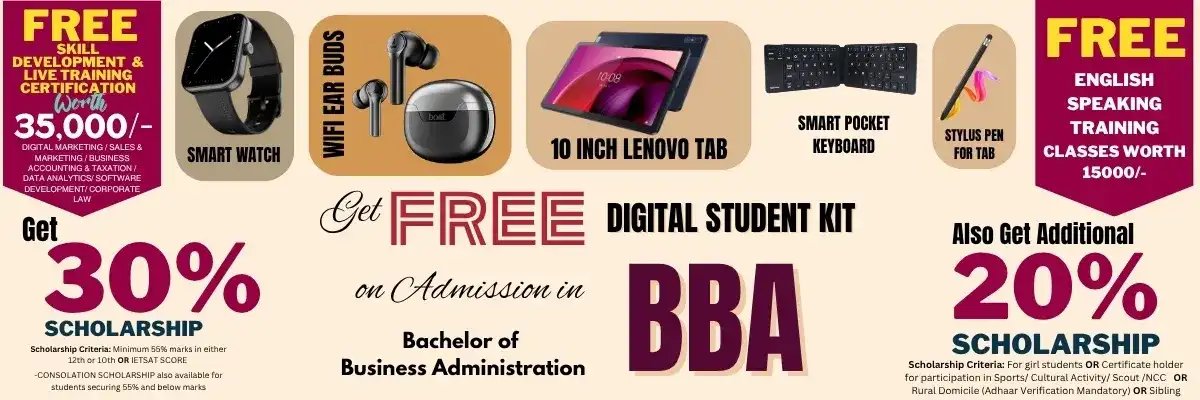 FREE
SKILL
DEVELOPMENT &
LIVE TRAINING
CERTIFICATION
Worth
35,000/-
DIGITAL MARKETING / SALES &
MARKETING / BUSINESS
ACCOUNTING & TAXATION /
DATA ANALYTICS/ SOFTWARE
DEVELOPMENT/ CORPORATE
LAW
SMART WATCH
WIFI EAR BUDS
boAt
10:08
10 INCH LENOVO TAB
SMART POCKET
KEYBOARD
STYLUS PEN
FOR TAB
FREE
ENGLISH
SPEAKING
TRAINING
CLASSES WORTH
15000/-
Get
30%
SCHOLARSHIP
Scholarship Criteria: Minimum 55% marks in either
12th or 10th OR IETSAT SCORE
-CONSOLATION SCHOLARSHIP also available for
students securing 55% and below marks
Get FREE DIGITAL STUDENT KIT
on Admission in
Bachelor of
Business Administration
BBA
Also Get Additional
20%
SCHOLARSHIP
Scholarship Criteria: For girl students OR Certificate holder
for participation in Sports/ Cultural Activity/ Scout /NCC OR
Rural Domicile (Adhaar Verification Mandatory) OR Sibling